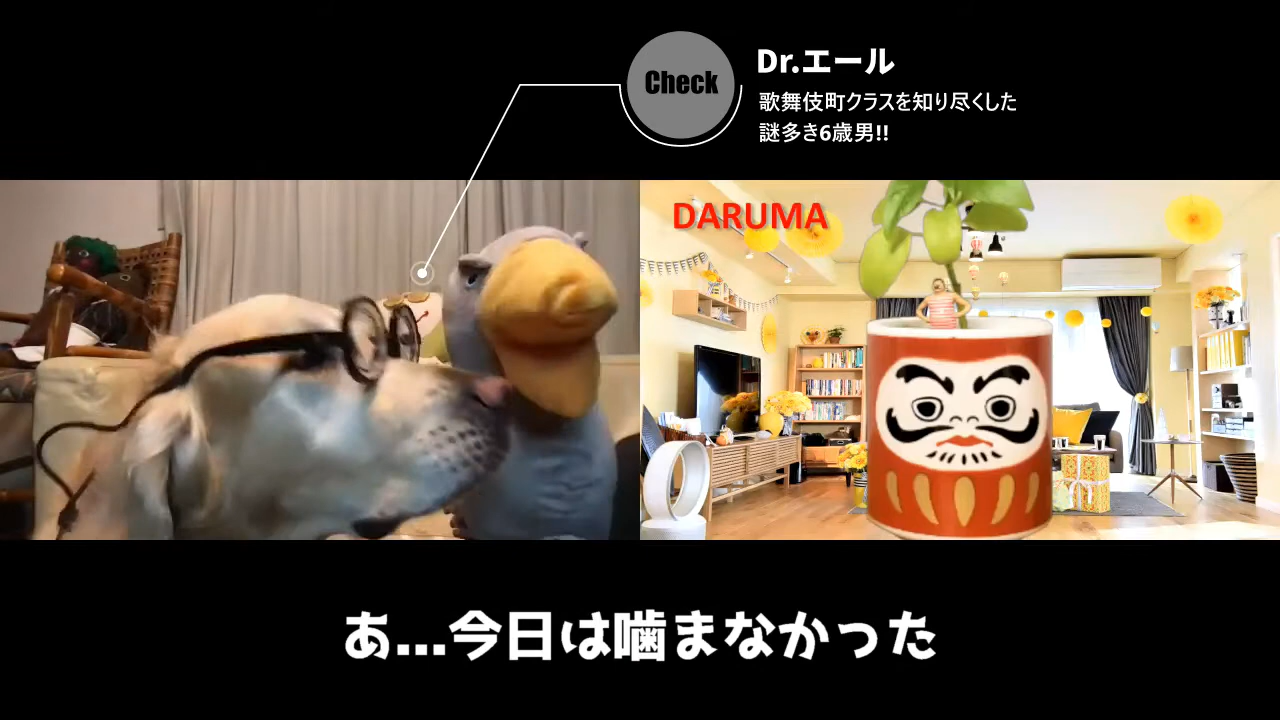 Check
Dr.エール
歌舞伎町クラスを知り尽くした
謎多き6歳男!!
DARUMA
あ...今日は噛まなかった